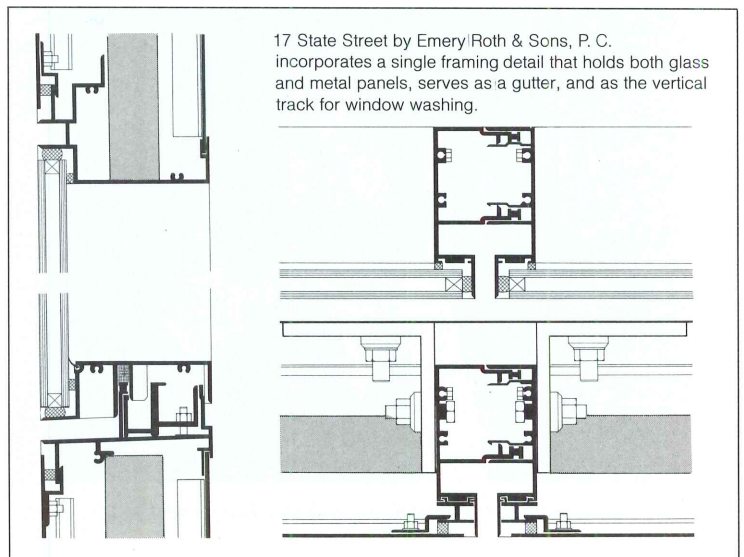 17 State Street by Emery Roth & Sons, P. C.
incorporates a single framing detail that holds both glass
and metal panels, serves as a gutter, and as the vertical
track for window washing.